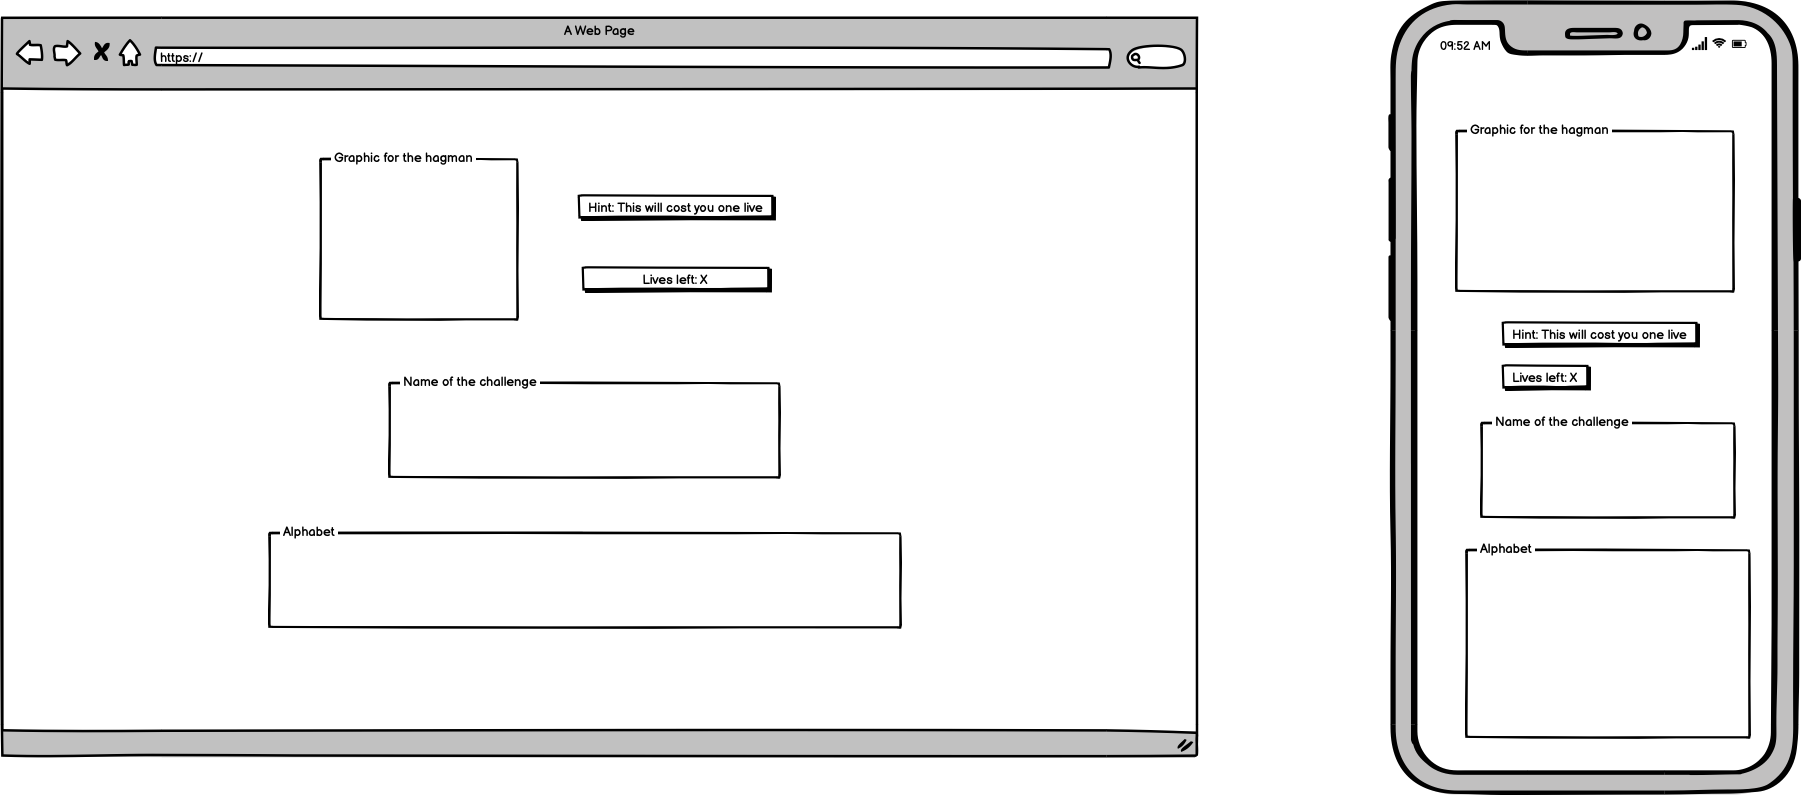 A Web Page
https://
Graphic for the hagman
Hint: This will cost you one live
Lives left: X
Name of the challenge
Alphabet
09:52 AM
Graphic for the hagman
Hint: This will cost you one live
Lives left: X
Name of the challenge
Alphabet